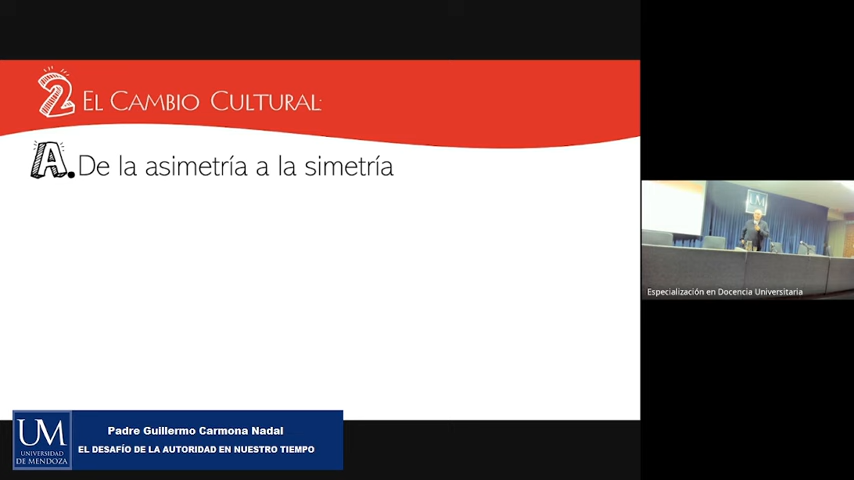 2 EL CAMBIO CULTURAL:
A. De la asimetría a la simetría
UM
Especialización en Docencia Universitaria
UM
UNIVERSIDAD
DE MENDOZA
Padre Guillermo Carmona Nadal
EL DESAFÍO DE LA AUTORIDAD EN NUESTRO TIEMPO